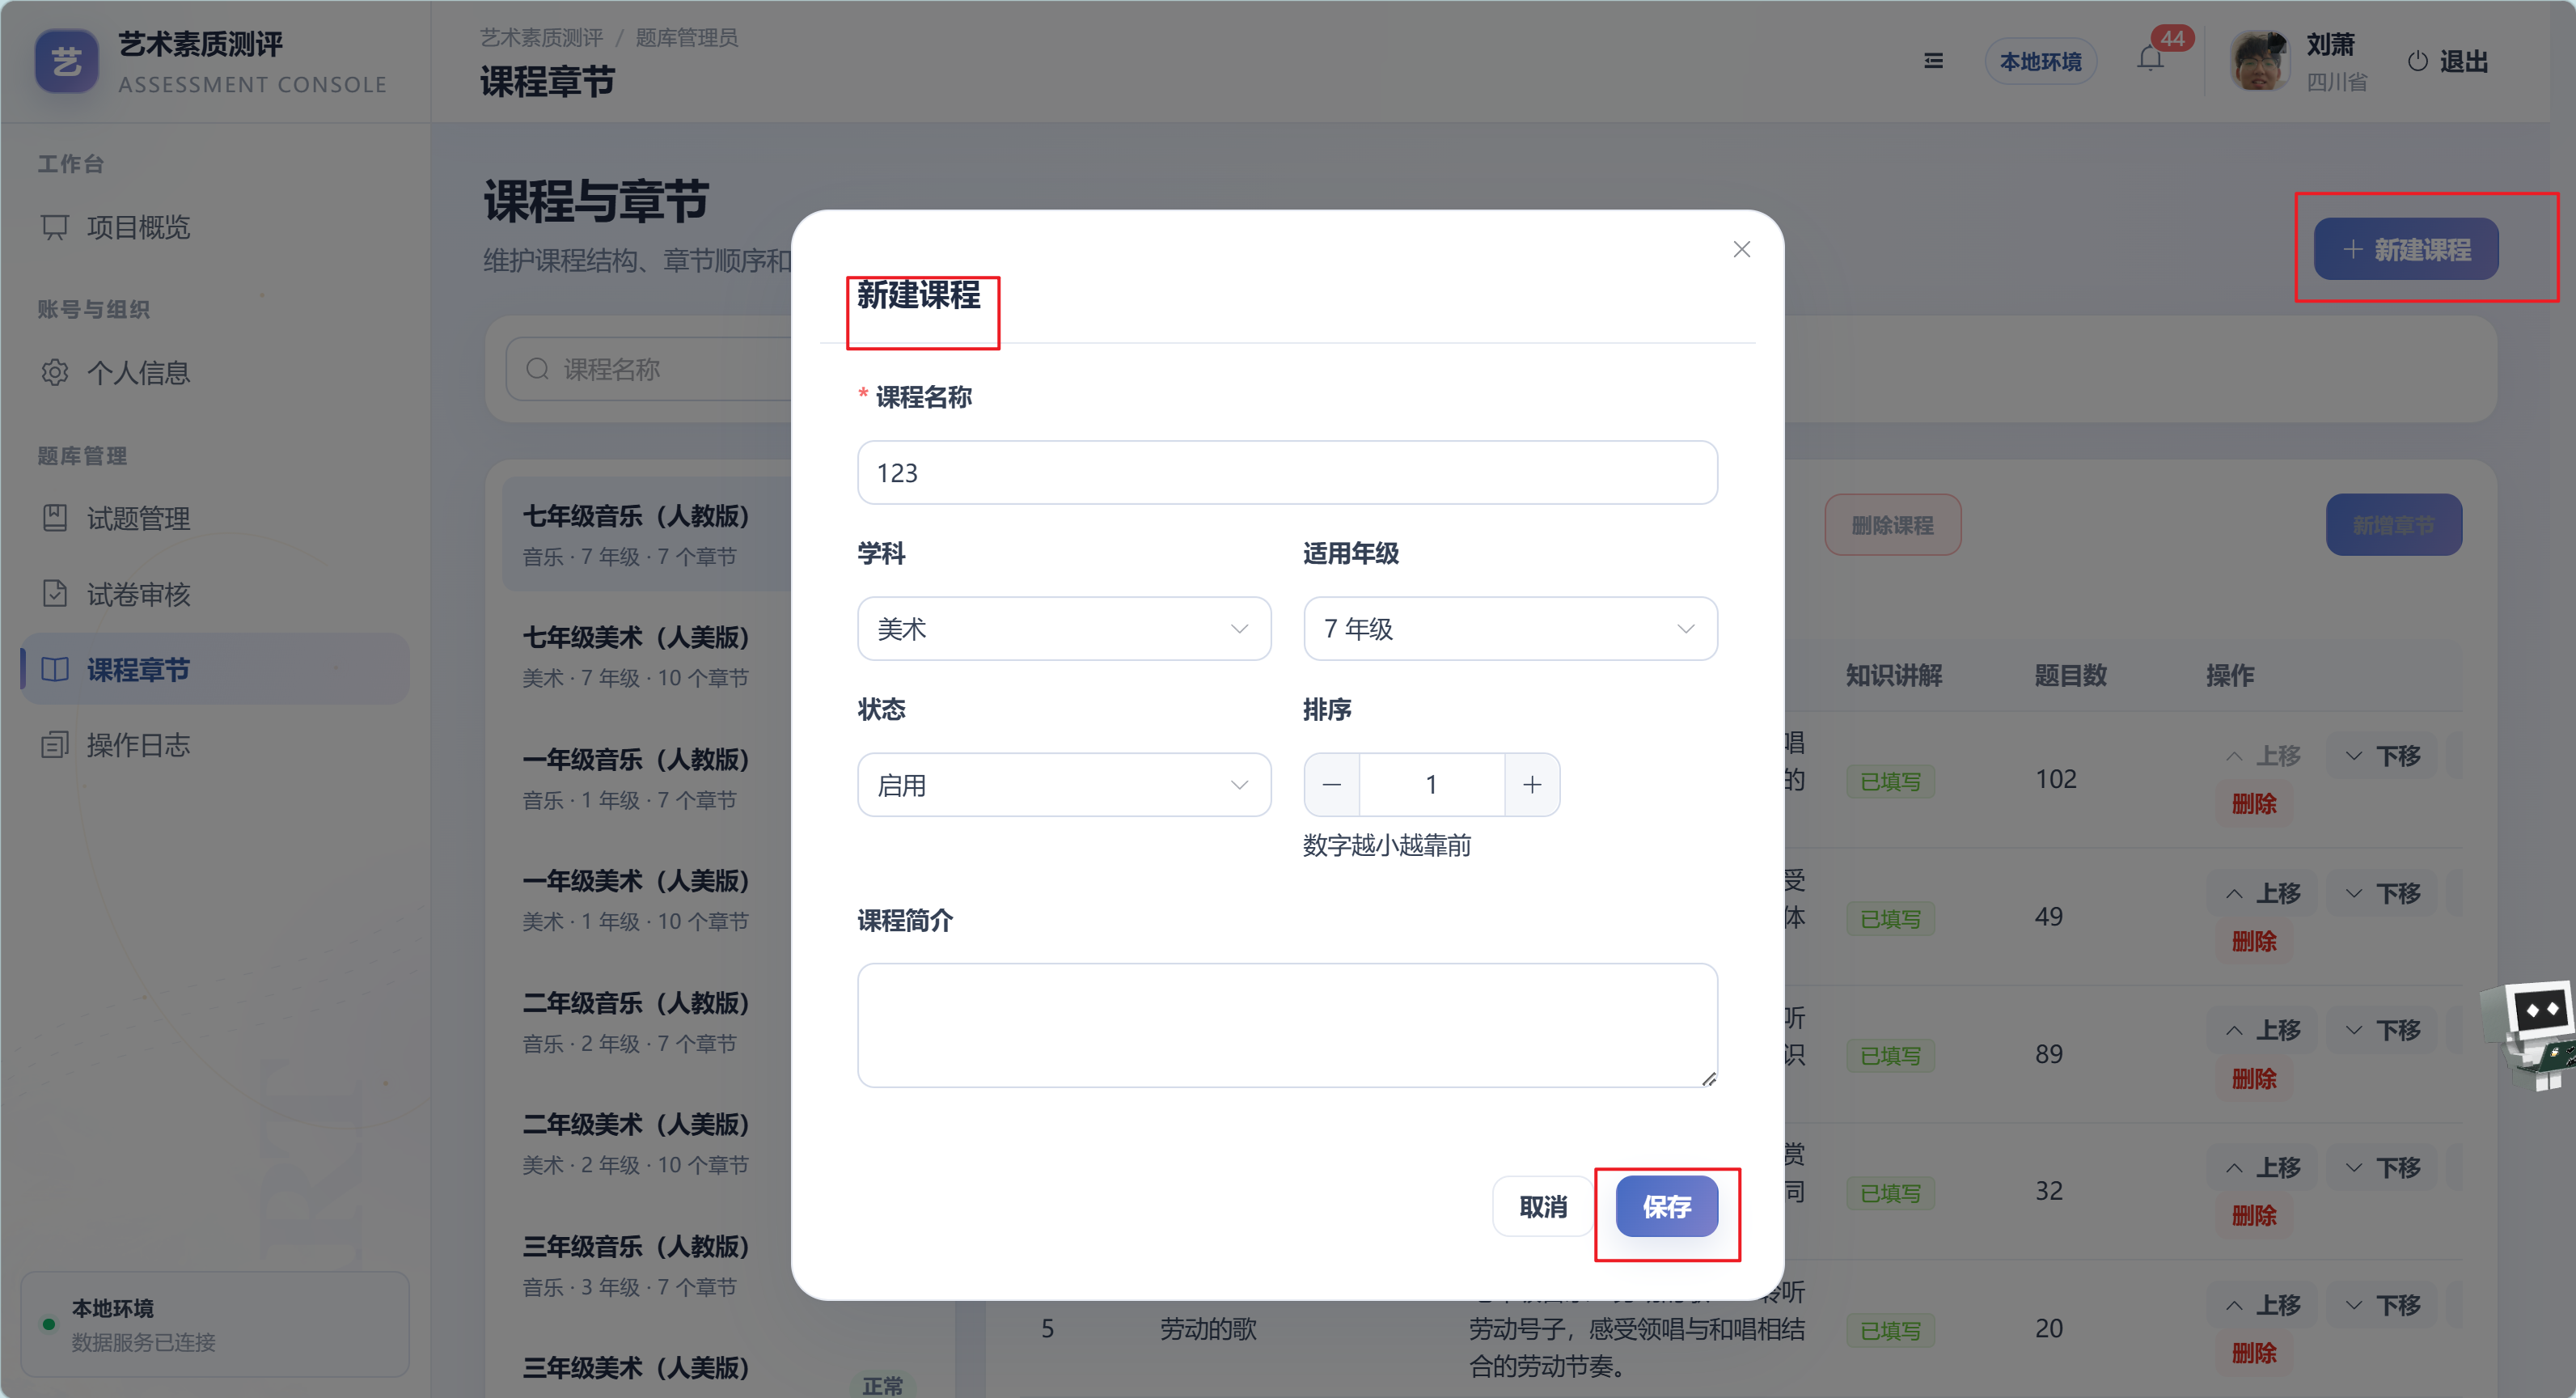 艺
艺术素质测评
ASSESSMENT CONSOLE
艺术素质测评 / 题库管理员
课程章节
本地环境
44
刘萧
四川省
退出
工作台
项目概览
账号与组织
个人信息
题库管理
试题管理
试卷审核
课程章节
操作日志
本地环境
数据服务已连接
课程与章节
维护课程结构、章节顺序和
新建课程
课程名称
七年级音乐（人教版）
音乐 · 7 年级 · 7 个章节
七年级美术（人美版）
美术 · 7 年级 · 10 个章节
一年级音乐（人教版）
音乐 · 1 年级 · 7 个章节
一年级美术（人美版）
美术 · 1 年级 · 10 个章节
二年级音乐（人教版）
音乐 · 2 年级 · 7 个章节
二年级美术（人美版）
美术 · 2 年级 · 10 个章节
三年级音乐（人教版）
音乐 · 3 年级 · 7 个章节
三年级美术（人美版）
正常
新建课程
* 课程名称
123
学科
适用年级
美术
7 年级
状态
排序
启用
1
数字越小越靠前
课程简介
取消
保存
删除课程
新增章节
知识讲解
题目数
操作
唱
的
已填写
102
上移
下移
删除
受
体
已填写
49
上移
下移
删除
听
识
已填写
89
上移
下移
删除
赏
同
已填写
32
上移
下移
删除
5
劳动的歌
聆听
劳动号子，感受领唱与和唱相结
合的劳动节奏。
已填写
20
上移
下移
删除